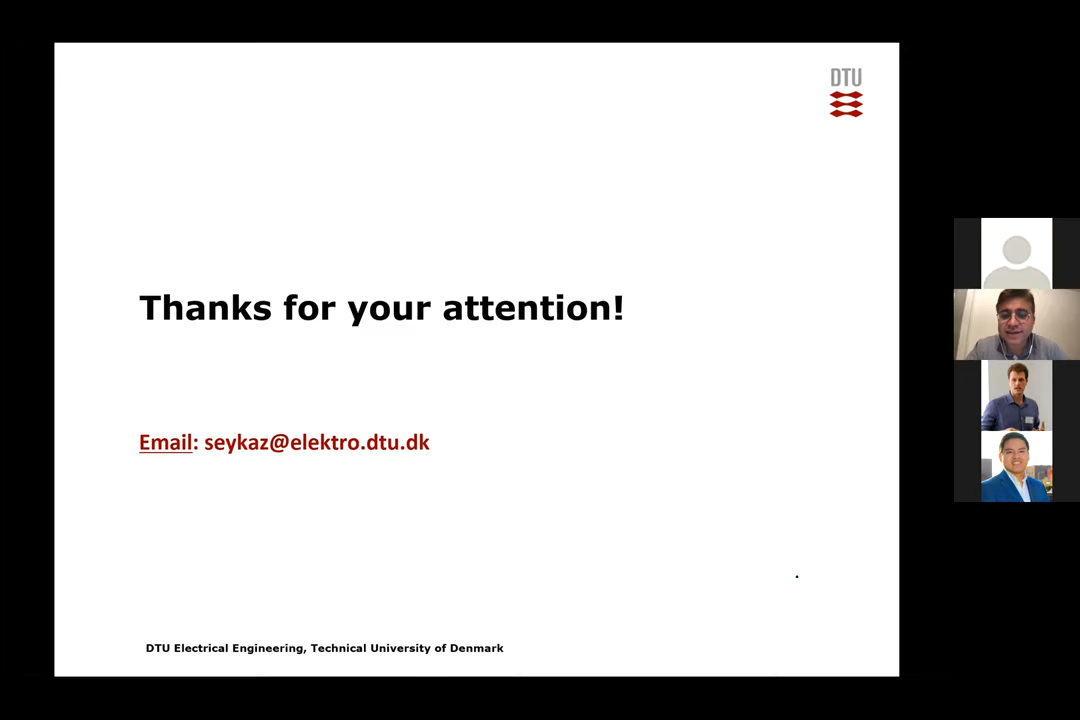 DTU
Thanks for your attention!
Email: seykaz@elektro.dtu.dk
DTU Electrical Engineering, Technical University of Denmark